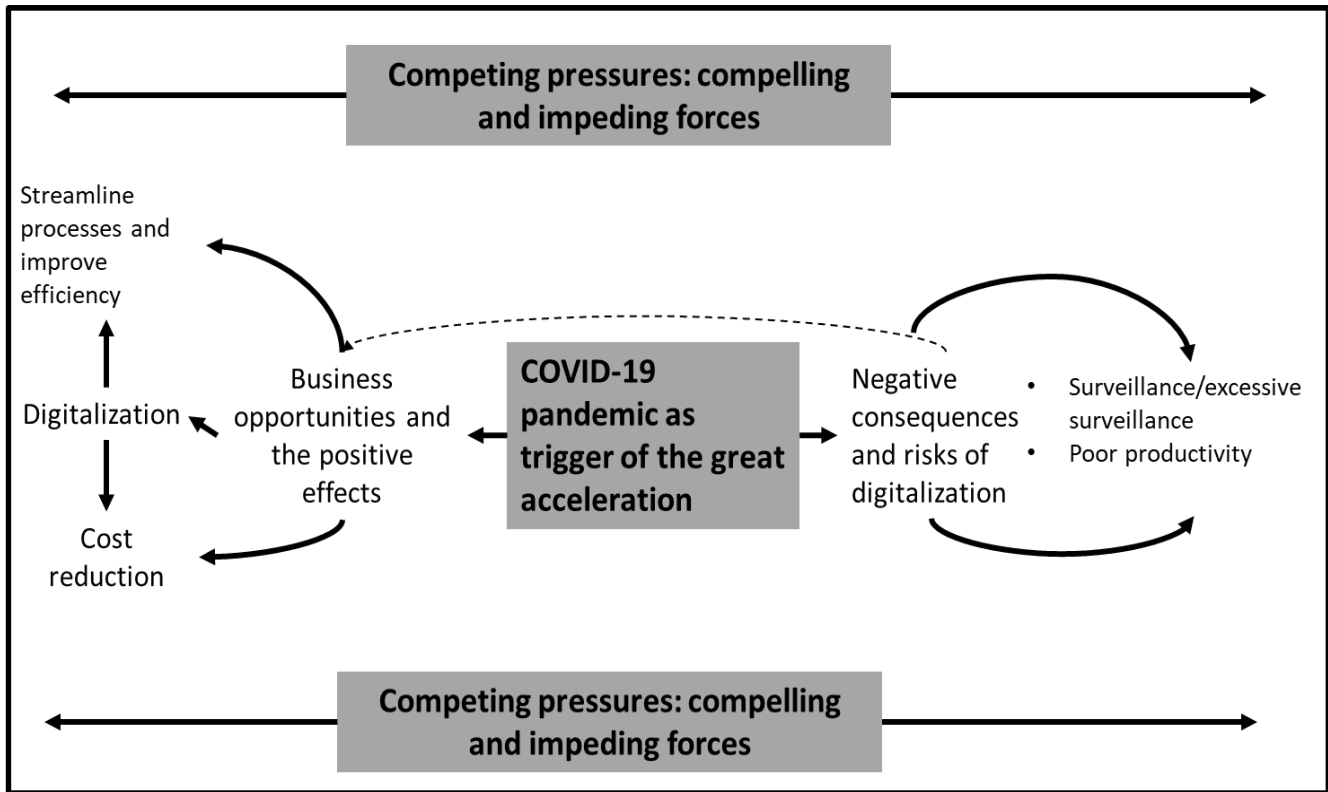 Competing pressures: compelling
and impeding forces
Streamline
processes and
improve
efficiency
Digitalization
Cost
reduction
Business
opportunities and
the positive
effects
COVID-19
pandemic as
trigger of the great
acceleration
Negative
consequences
and risks of
digitalization
• Surveillance/excessive
surveillance
• Poor productivity
Competing pressures: compelling
and impeding forces